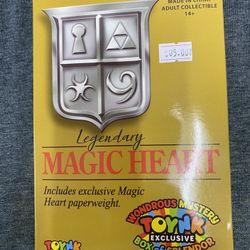 MADE IN CHINA
ADULT COLLECTIBLE
14+
Legendary
MAGIC HEART
Includes exclusive Magic
Heart paperweight.
WONDROUS MYSTERY
TOYNK
EXCLUSIVE
BOX OF SPLENDOR
TOYNK